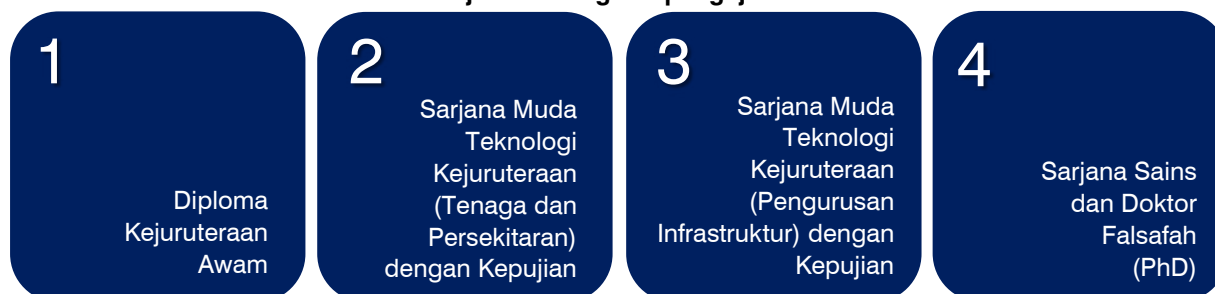 1
Diploma
Kejuruteraan
Awam
2
Sarjana Muda
Teknologi
Kejuruteraan
(Tenaga dan
Persekitaran)
dengan Kepujian
3
Sarjana Muda
Teknologi
Kejuruteraan
(Pengurusan
Infrastruktur) dengan
Kepujian
4
Sarjana Sains
dan Doktor
Falsafah
(PhD)